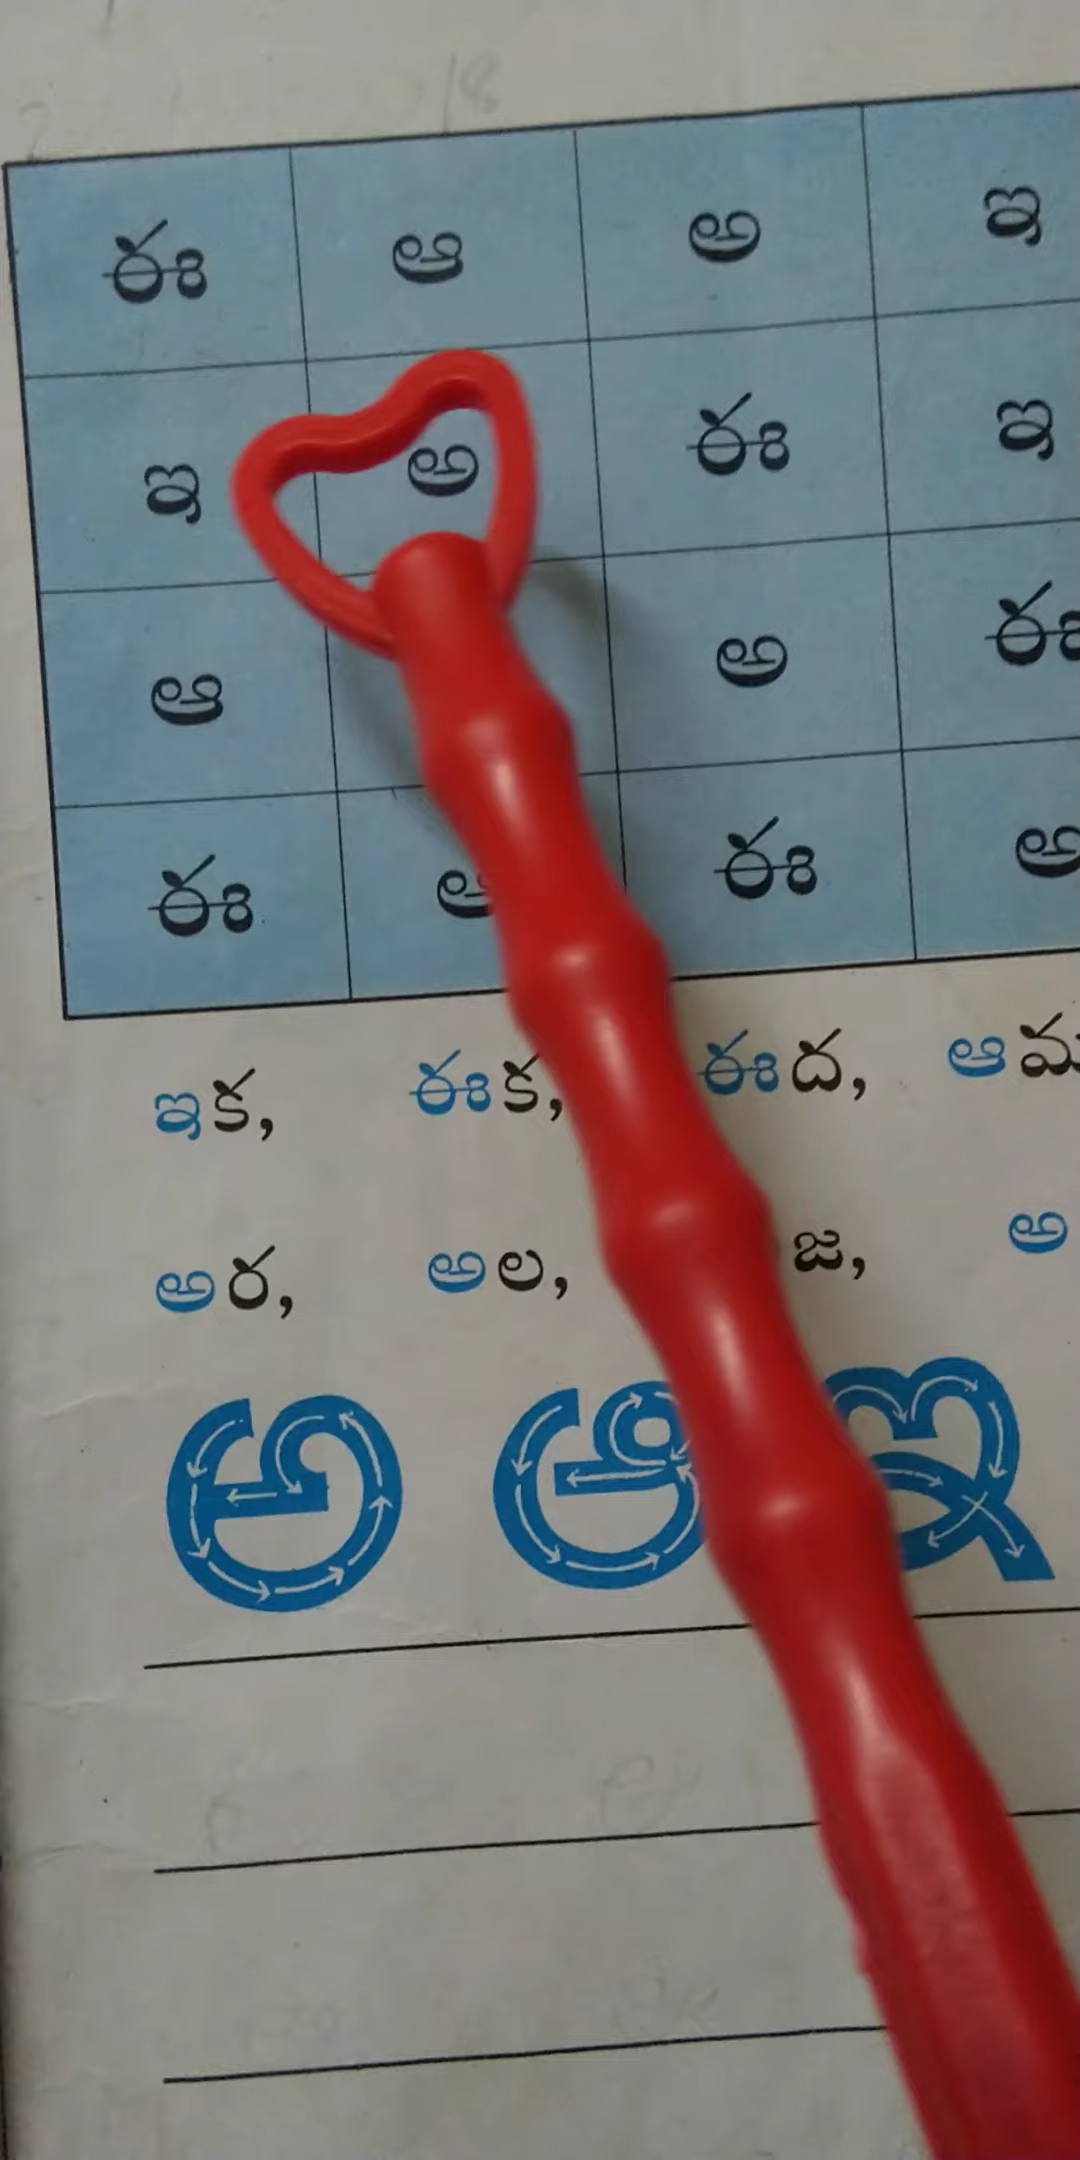 ఈ ఆ అ ఇ
ఇ అ ఈ ఇ
ఆ అ ఈ
ఈ ఈ
ఇక, ఈక, ఈద,
అర, అల,
అ ఆ ఇ